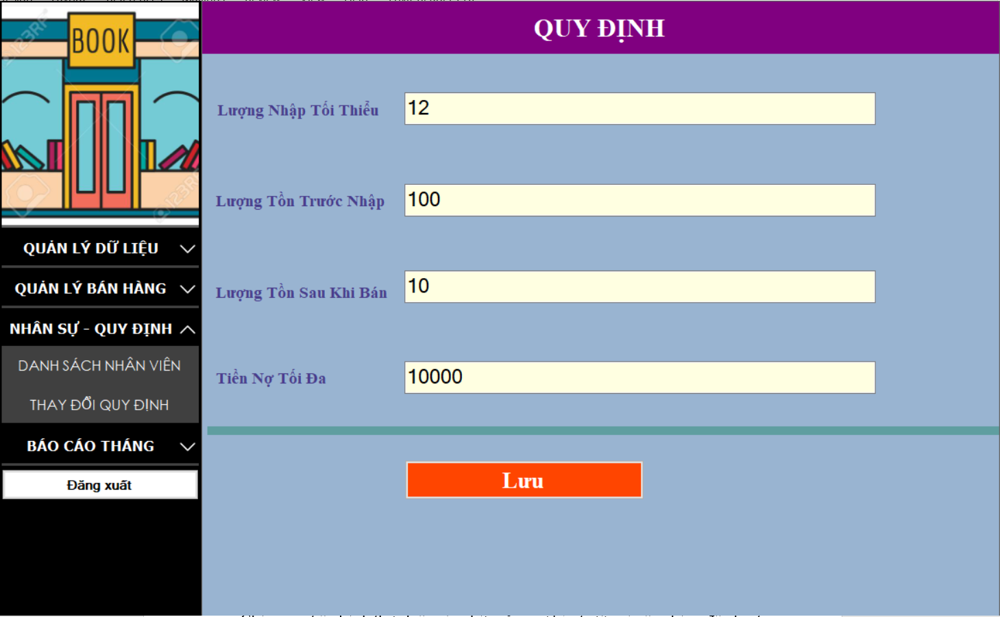 BOOK
QUY ĐỊNH
Lượng Nhập Tối Thiểu 12
Lượng Tồn Trước Nhập 100
Lượng Tồn Sau Khi Bán 10
Tiền Nợ Tối Đa 10000
Lưu
QUẢN LÝ DỮ LIỆU
QUẢN LÝ BÁN HÀNG
NHÂN SỰ - QUY ĐỊNH
DANH SÁCH NHÂN VIÊN
THAY ĐỔI QUY ĐỊNH
BÁO CÁO THÁNG
Đăng xuất
123RF